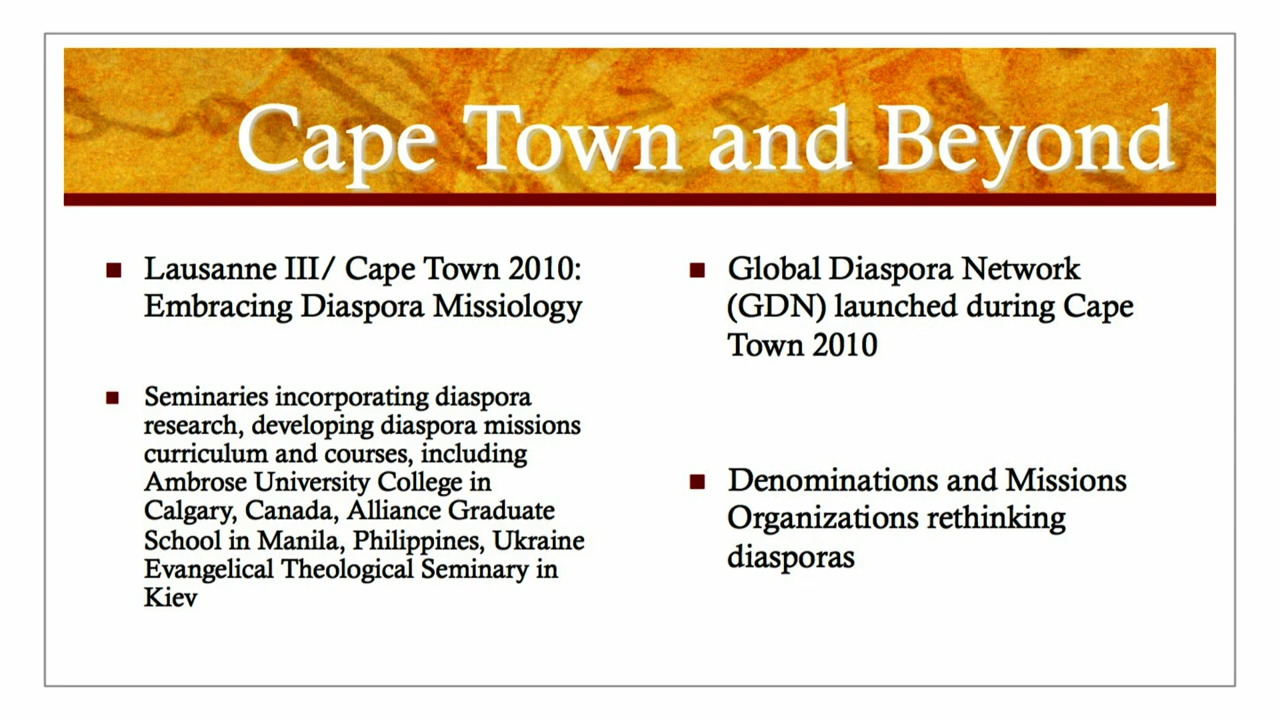 Cape Town and Beyond
Lausanne III/ Cape Town 2010:
Embracing Diaspora Missiology
Seminaries incorporating diaspora
research, developing diaspora missions
curriculum and courses, including
Ambrose University College in
Calgary, Canada, Alliance Graduate
School in Manila, Philippines, Ukraine
Evangelical Theological Seminary in
Kiev
Global Diaspora Network
(GDN) launched during Cape
Town 2010
Denominations and Missions
Organizations rethinking
diasporas